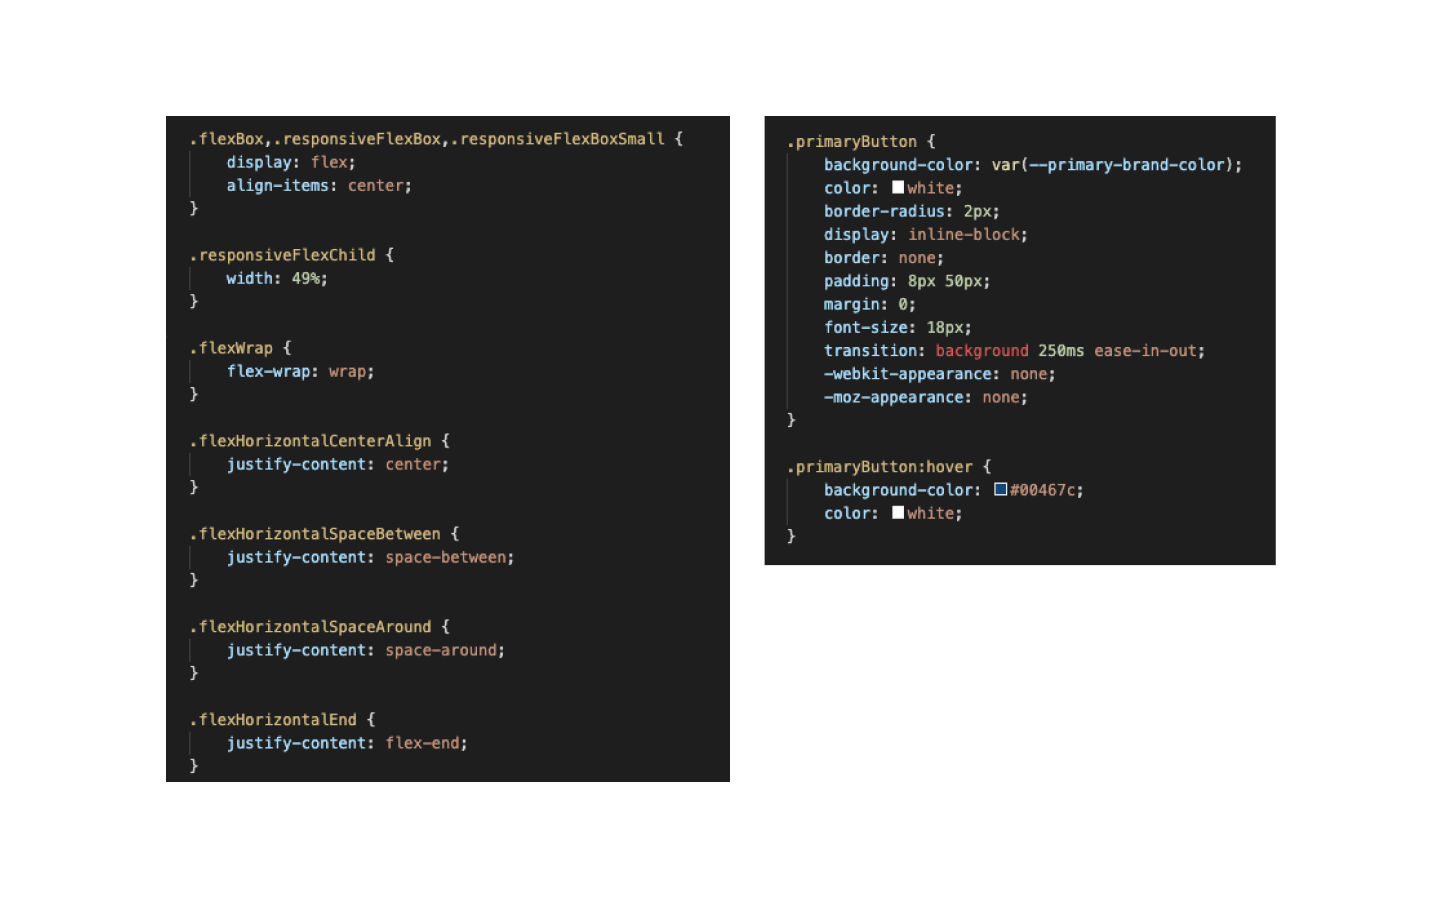 .flexBox,.responsiveFlexBox,.responsiveFlexBoxSmall {
    display: flex;
    align-items: center;
}

.responsiveFlexChild {
    width: 49%;
}

.flexWrap {
    flex-wrap: wrap;
}

.flexHorizontalCenterAlign {
    justify-content: center;
}

.flexHorizontalSpaceBetween {
    justify-content: space-between;
}

.flexHorizontalSpaceAround {
    justify-content: space-around;
}

.flexHorizontalEnd {
    justify-content: flex-end;
}

.primaryButton {
    background-color: var(--primary-brand-color);
    color: white;
    border-radius: 2px;
    display: inline-block;
    border: none;
    padding: 8px 50px;
    margin: 0;
    font-size: 18px;
    transition: background 250ms ease-in-out;
    -webkit-appearance: none;
    -moz-appearance: none;
}

.primaryButton:hover {
    background-color: #00467c;
    color: white;
}